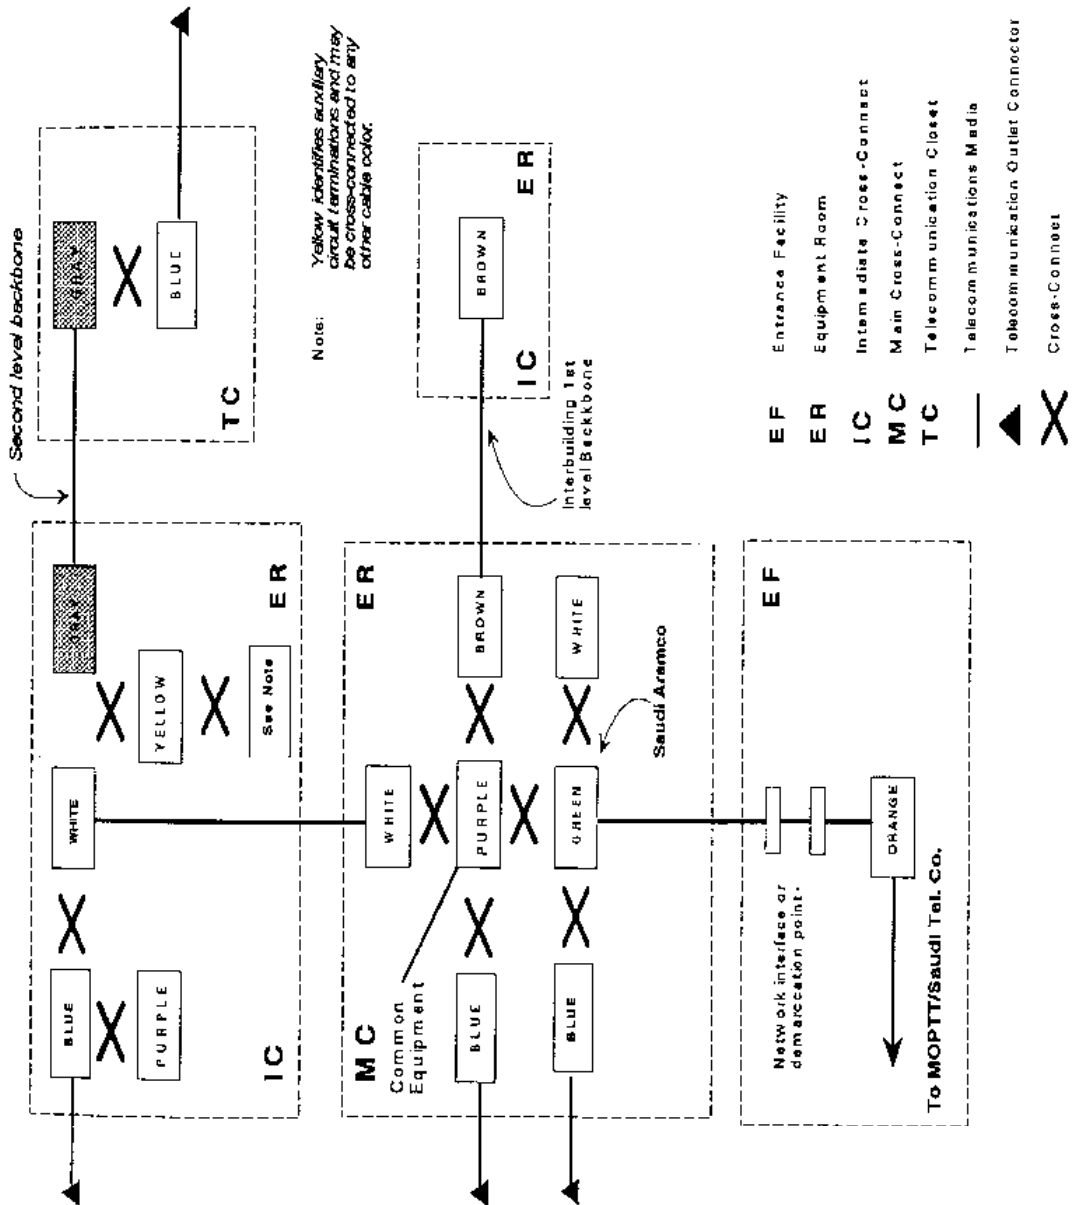 Second level backbone
GRAY
BLUE
TC
GRAY
YELLOW
See Note
WHITE
BLUE
PURPLE
IC
ER
Note:
Yellow identifies auxiliary
circuit terminations and may
be cross-connected to any
other cable color.
BROWN
IC
ER
Interbuilding 1st
level Backkbone
MC
ER
WHITE
PURPLE
BROWN
WHITE
GREEN
BLUE
BLUE
Common
Equipment
Saudi Aramco
EF
Network interface or
demarccation point.
ORANGE
To MOPTT/Saudi Tel. Co.
EF Entrance Facility
ER Equipment Room
IC Intermediate Cross-Connect
MC Main Cross-Connect
TC Telecommunication Closet
Telecommunications Media
Telecommunication Outlet Connector
Cross-Connect